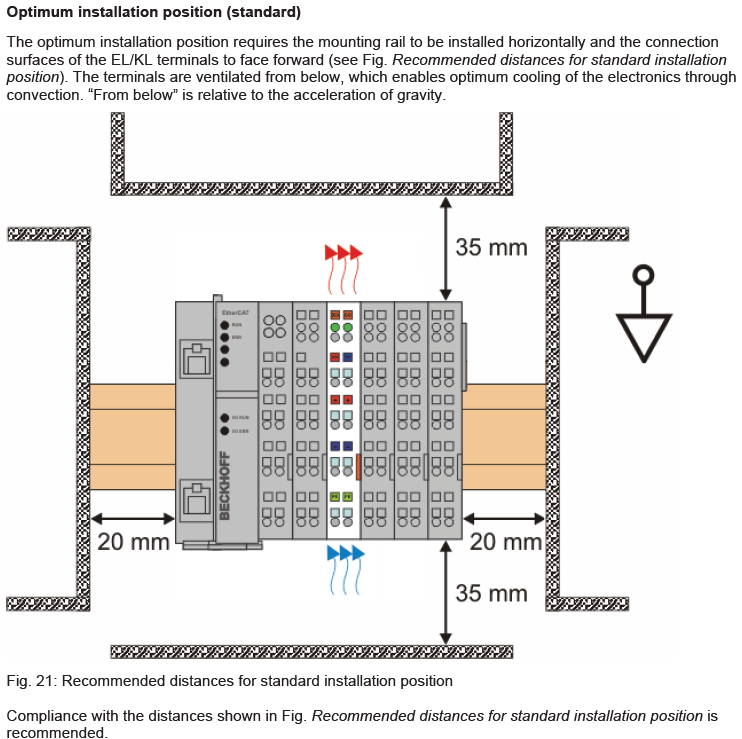 Optimum installation position (standard)
The optimum installation position requires the mounting rail to be installed horizontally and the connection
surfaces of the EL/KL terminals to face forward (see Fig. Recommended distances for standard installation
position). The terminals are ventilated from below, which enables optimum cooling of the electronics through
convection. “From below” is relative to the acceleration of gravity.
35 mm
EtherCAT
RUN
BECKHOFF
20 mm
20 mm
35 mm
Fig. 21: Recommended distances for standard installation position
Compliance with the distances shown in Fig. Recommended distances for standard installation position is
recommended.